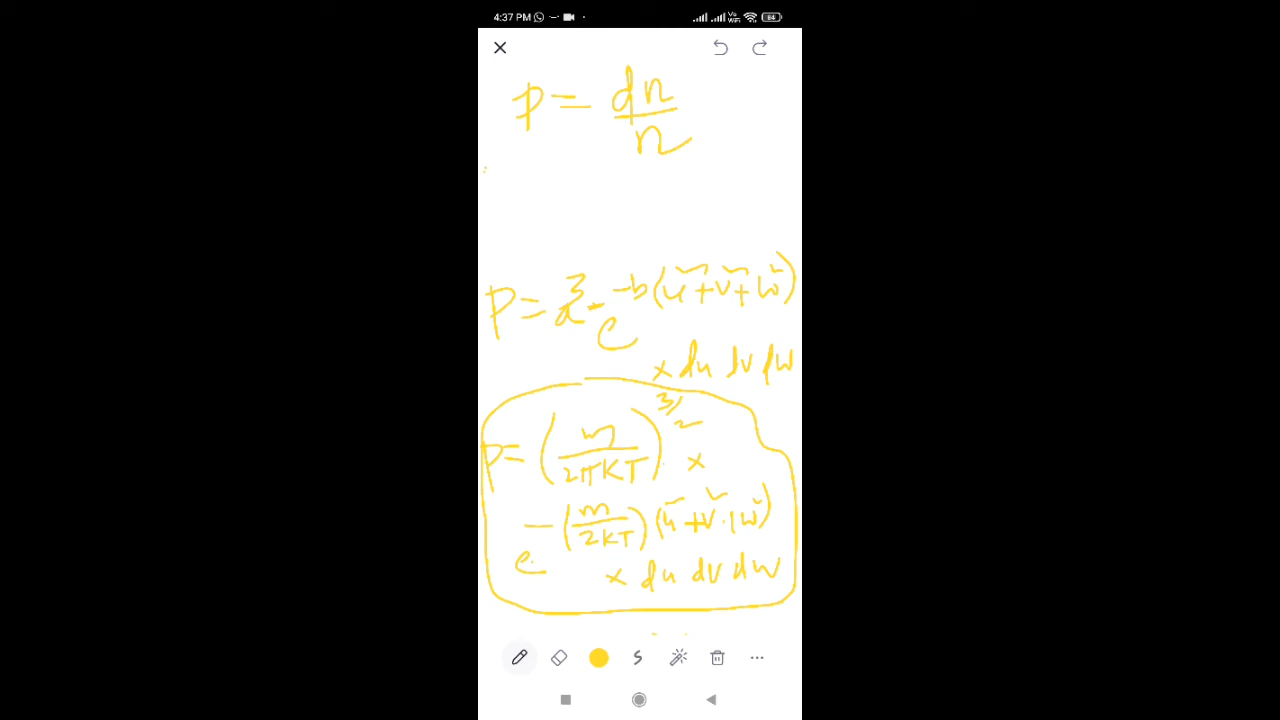 4:37 PM
84
p = dn/n
p = a³ e^-b(u²+v²+w²)
x du dv dw
p = (m/2πKT)^3/2 x
e^-(m/2KT)(u²+v²+w²)
x du dv dw